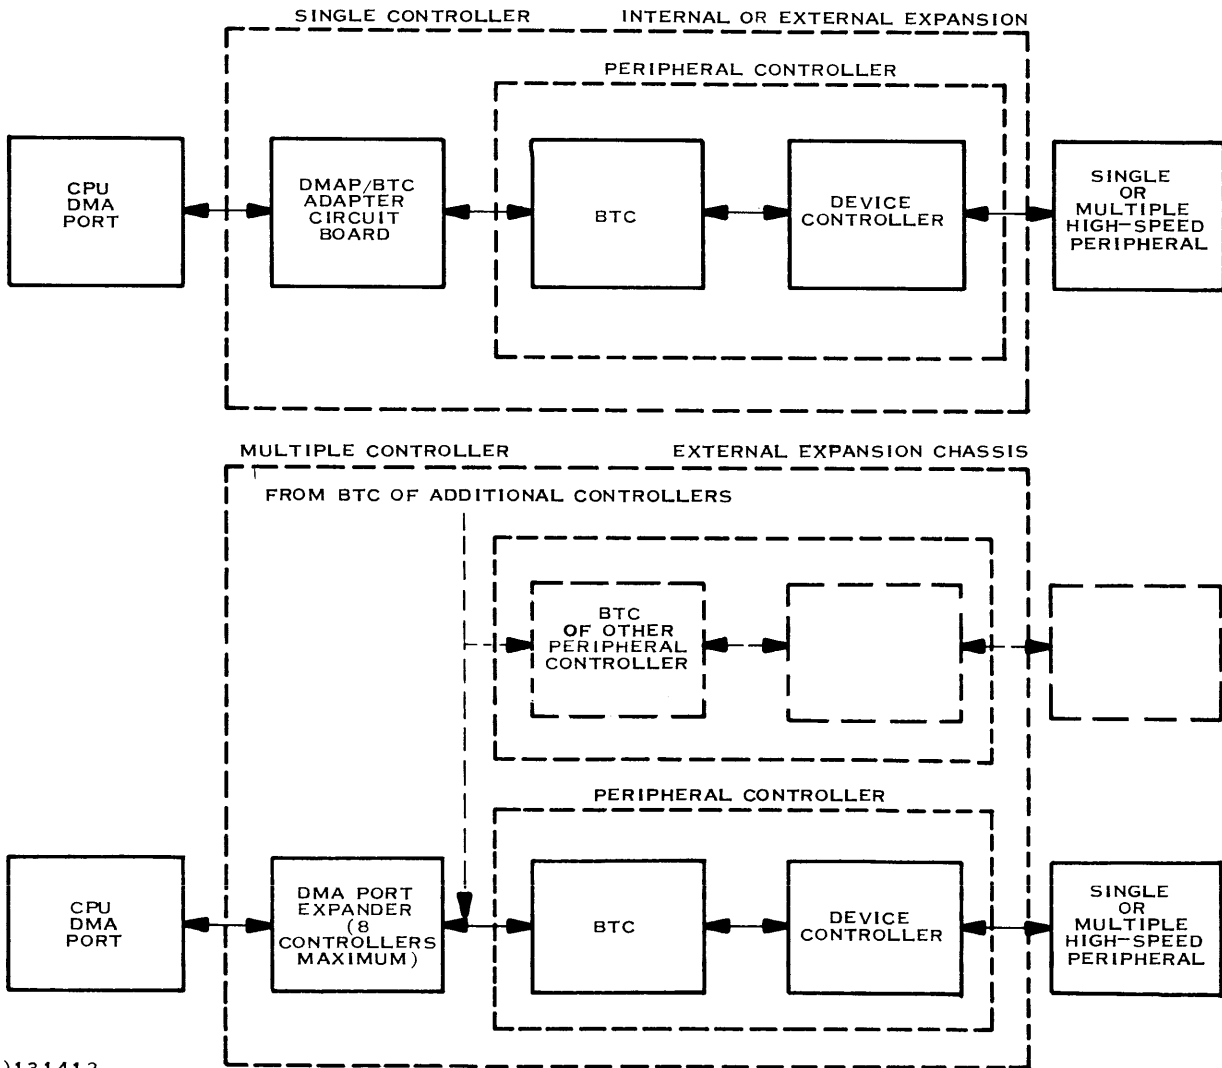 SINGLE CONTROLLER
INTERNAL OR EXTERNAL EXPANSION
PERIPHERAL CONTROLLER
CPU
DMA
PORT
DMAP/BTC
ADAPTER
CIRCUIT
BOARD
BTC
DEVICE
CONTROLLER
SINGLE
OR
MULTIPLE
HIGH-SPEED
PERIPHERAL
MULTIPLE CONTROLLER
EXTERNAL EXPANSION CHASSIS
FROM BTC OF ADDITIONAL CONTROLLERS
BTC
OF OTHER
PERIPHERAL
CONTROLLER
PERIPHERAL CONTROLLER
CPU
DMA
PORT
DMA PORT
EXPANDER
(8
CONTROLLERS
MAXIMUM)
BTC
DEVICE
CONTROLLER
SINGLE
OR
MULTIPLE
HIGH-SPEED
PERIPHERAL